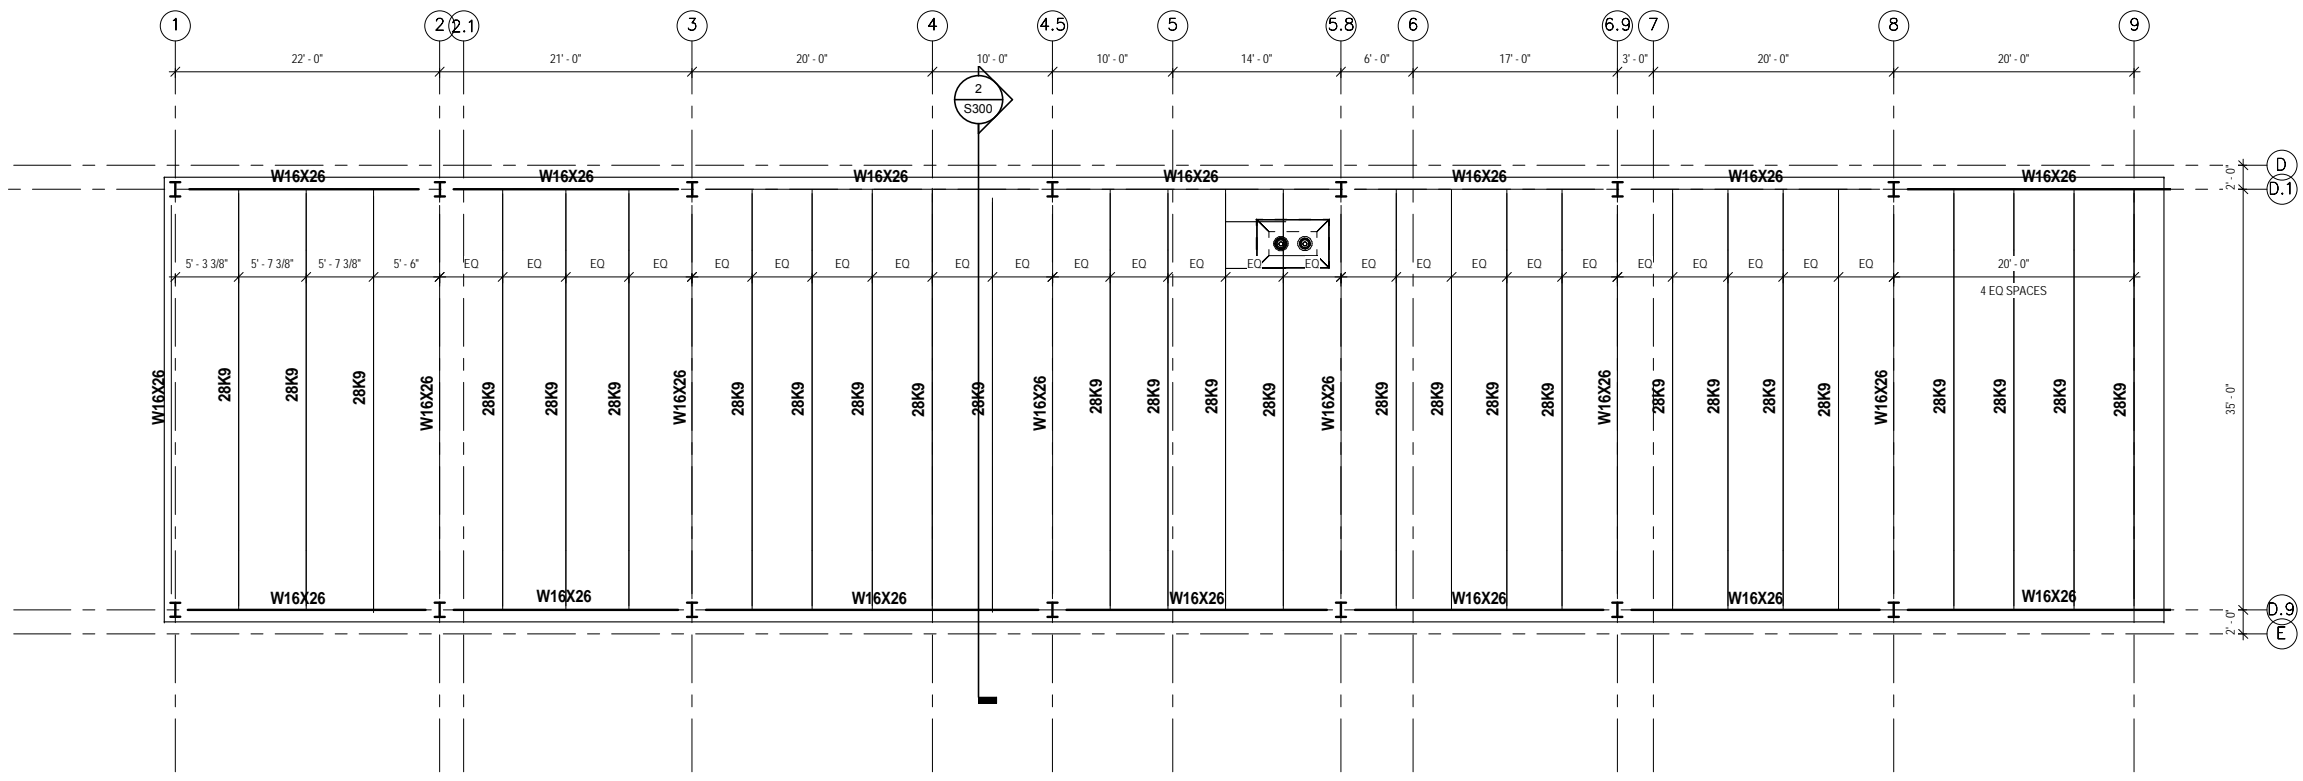 1 2 2.1 3 4 4.5 5 5.8 6 6.9 7 8 9
22' - 0" 21' - 0" 20' - 0" 10' - 0" 10' - 0" 14' - 0" 6' - 0" 17' - 0" 3' - 0" 20' - 0" 20' - 0"
2
S300
D
2' - 0"
W16X26 W16X26 W16X26 W16X26 W16X26 W16X26 W16X26
D.1
5' - 3 3/8" 5' - 7 3/8" 5' - 7 3/8" 5' - 6" EQ EQ EQ EQ EQ EQ EQ EQ EQ EQ EQ EQ EQ EQ EQ EQ EQ EQ EQ EQ EQ EQ EQ EQ EQ 20' - 0"
4 EQ SPACES
W16X26 28K9 28K9 28K9 W16X26 28K9 28K9 28K9 W16X26 28K9 28K9 28K9 28K9 28K9 W16X26 28K9 28K9 28K9 28K9 W16X26 28K9 28K9 28K9 28K9 W16X26 28K9 28K9 28K9 28K9 W16X26 28K9 28K9 28K9 28K9
35' - 0"
W16X26 W16X26 W16X26 W16X26 W16X26 W16X26 W16X26
D.9
2' - 0"
E